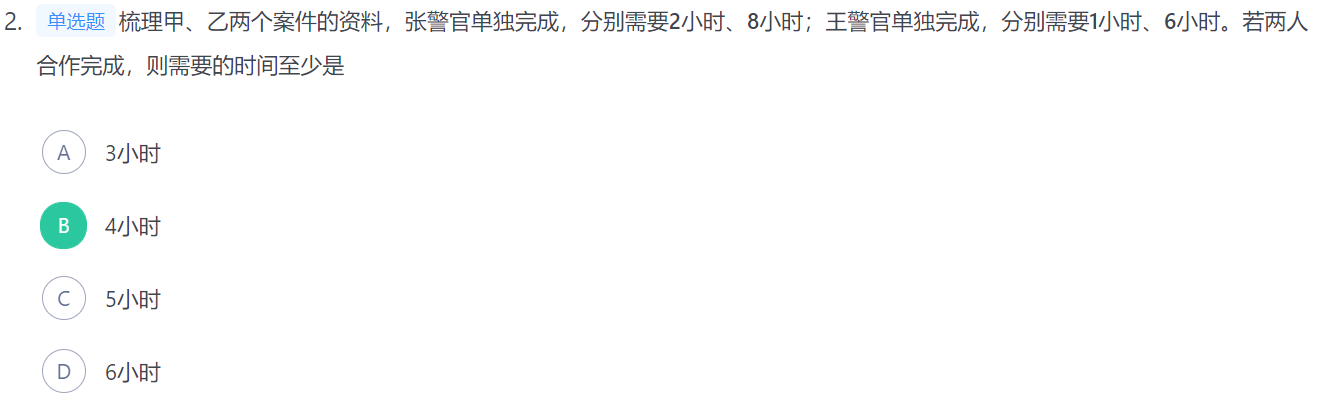 2. 单选题 梳理甲、乙两个案件的资料，张警官单独完成，分别需要2小时、8小时；王警官单独完成，分别需要1小时、6小时。若两人
合作完成，则需要的时间至少是
A 3小时
B 4小时
C 5小时
D 6小时